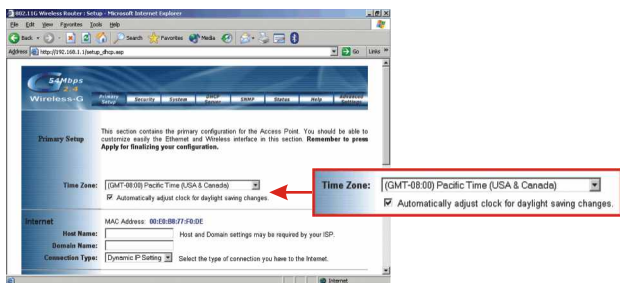 802.11G Wireless Router : Setup - Microsoft Internet Explorer
File Edit View Favorites Tools Help
Back Search Favorites Media
Address http://192.168.1.1/setup_dhcp.asp Go Links »
54Mbps
2.4
Wireless-G
Primary Setup Security System DHCP Server SNMP Status Help Advanced Settings
Primary Setup
This section contains the primary configuration for the Access Point. You should be able to
customize easily the Ethernet and Wireless interface in this section. Remember to press
Apply for finalizing your configuration.
Time Zone: (GMT-08:00) Pacific Time (USA & Canada)
Automatically adjust clock for daylight saving changes.
Time Zone: (GMT-08:00) Pacific Time (USA & Canada)
Automatically adjust clock for daylight saving changes.
Internet MAC Address: 00:E0:B8:77:F0:DE
Host Name: Host and Domain settings may be required by your ISP.
Domain Name:
Connection Type: Dynamic IP Setting Select the type of connection you have to the Internet.
Internet